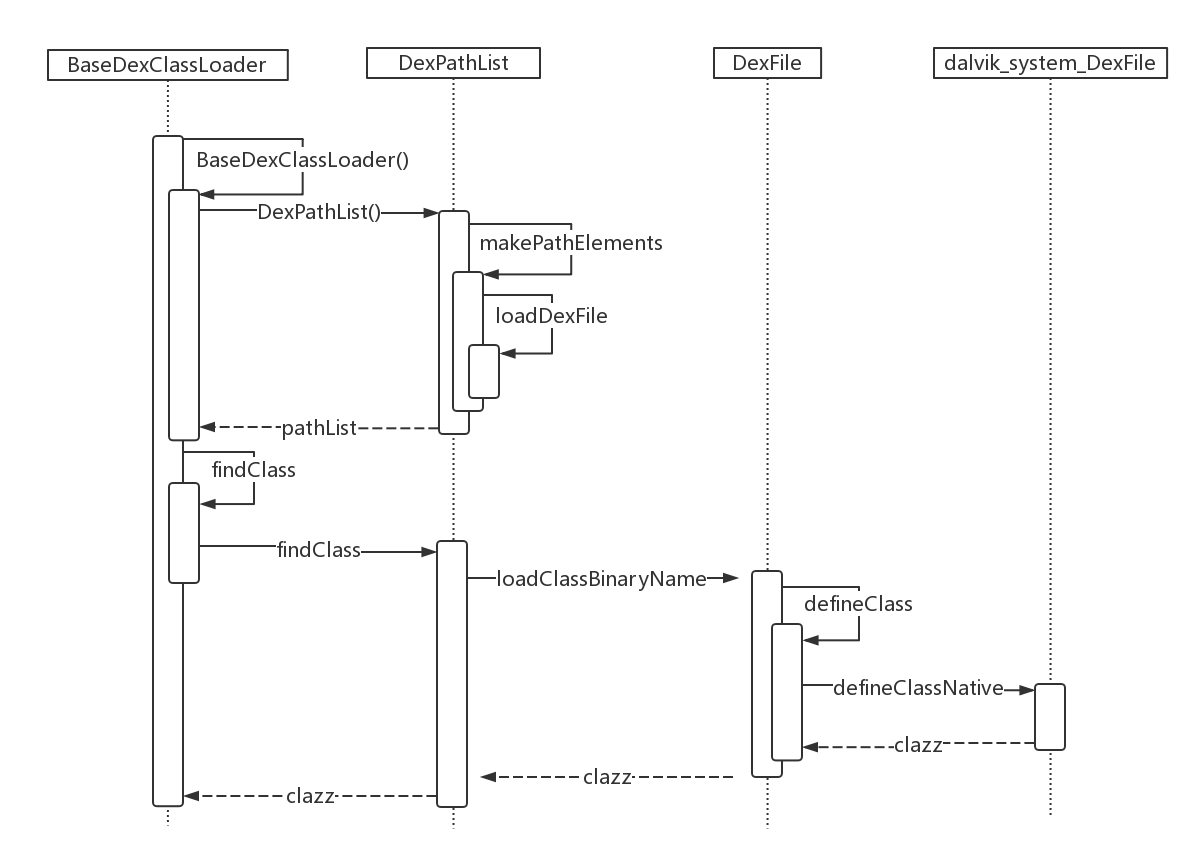 BaseDexClassLoader
DexPathList
DexFile
dalvik_system_DexFile
BaseDexClassLoader()
DexPathList()
makePathElements
loadDexFile
pathList
findClass
findClass
loadClassBinaryName
defineClass
defineClassNative
clazz
clazz
clazz